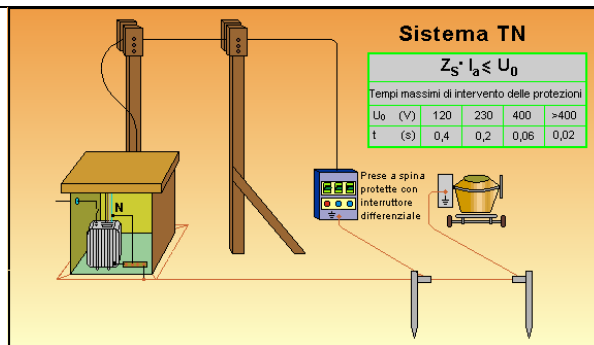 Sistema TN
Zs· Ia ≤ U0
Tempi massimi di intervento delle protezioni
U0 (V) 120 230 400 >400
t (s) 0,4 0,2 0,06 0,02
Prese a spina
protette con
interruttore
differenziale
N